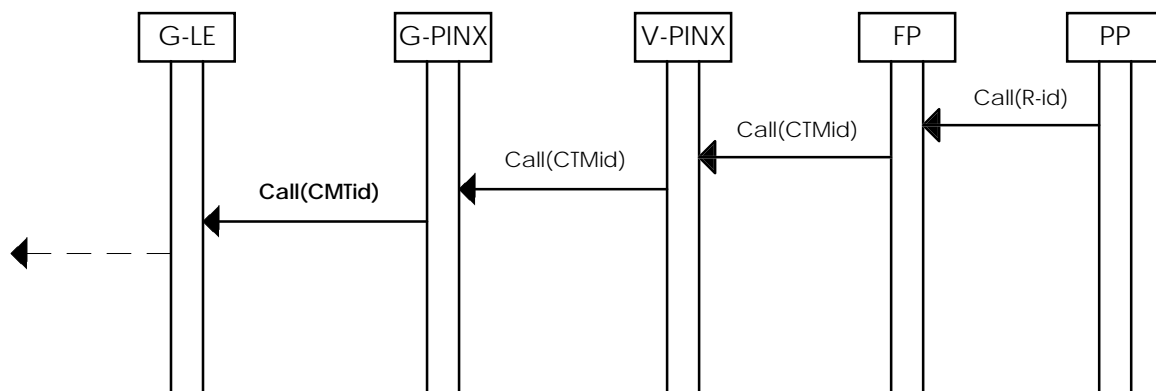 G-LE
G-PINX
V-PINX
FP
PP
Call(R-id)
Call(CTMid)
Call(CTMid)
Call(CMTid)